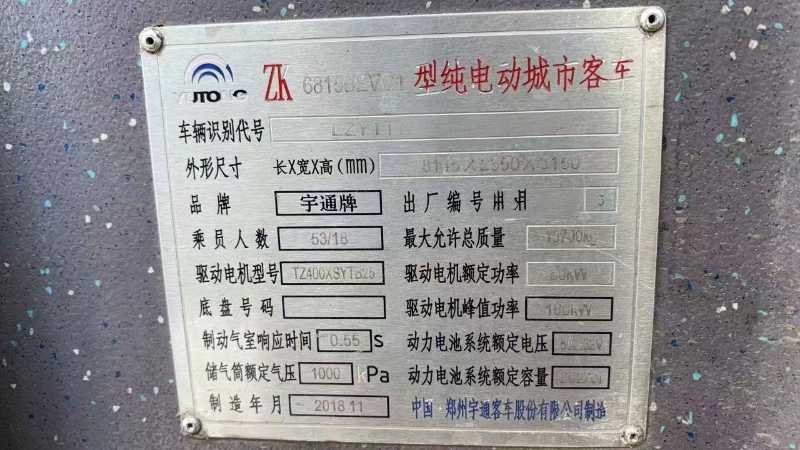 YUTONG ZK 6815BEV 型纯电动城市客车
车辆识别代号 LZYT
外形尺寸 长X宽X高(mm)
品牌 宇通牌 出厂编号
乘员人数 53/18 最大允许总质量
驱动电机型号 TZ400XSYTB25 驱动电机额定功率
底盘号码 驱动电机峰值功率 100kW
制动气室响应时间 0.55 s 动力电池系统额定电压
储气筒额定气压 1000 kPa 动力电池系统额定容量
制造年月 2018.11 中国·郑州宇通客车股份有限公司制造